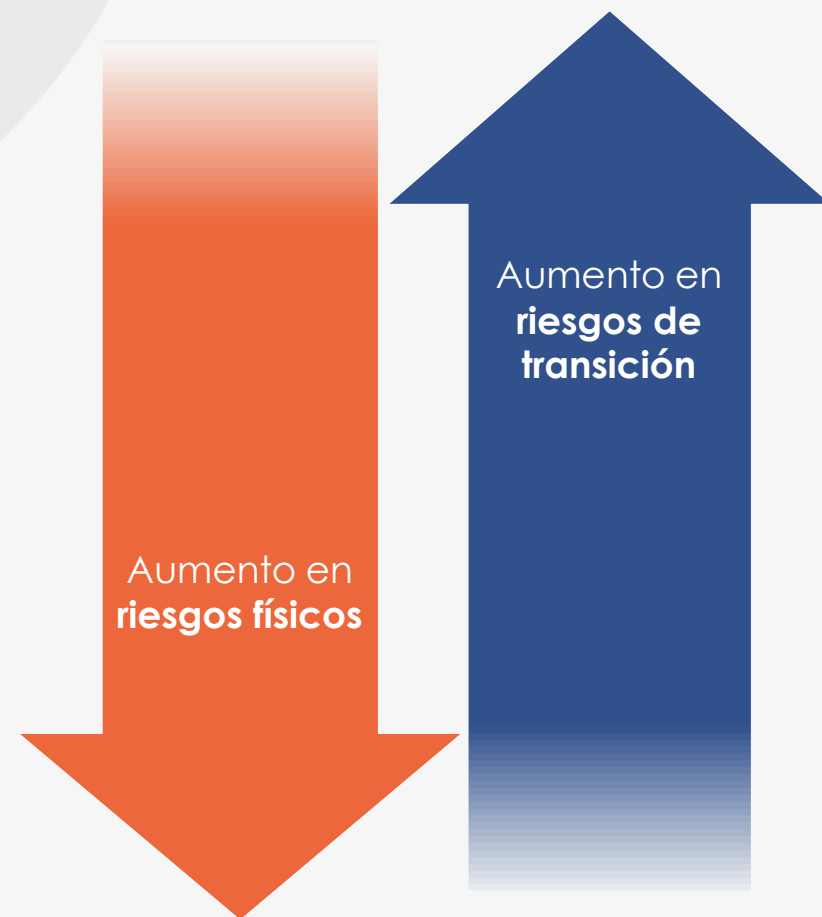 Aumento en
riesgos físicos
Aumento en
riesgos de
transición